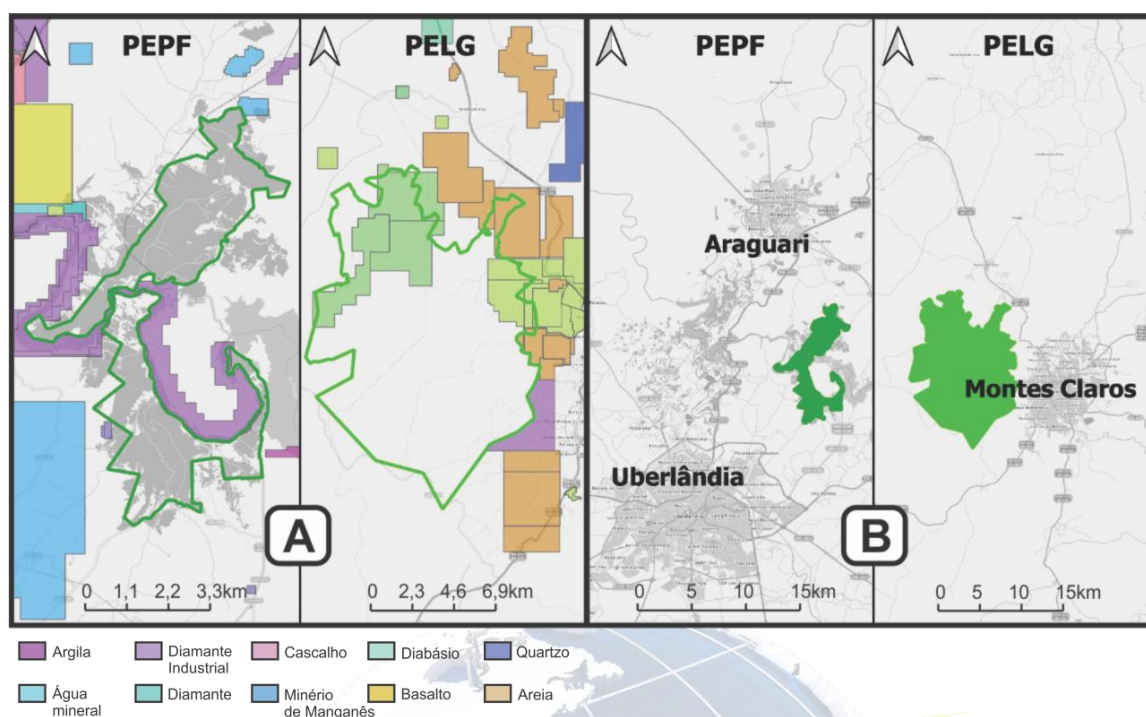 PEPF
PELG
PEPF
PELG
Araguari
Uberlândia
Montes Claros
A
B
0 1,1 2,2 3,3km
0 2,3 4,6 6,9km
0 5 10 15km
0 5 10 15km
Argila
Diamante
Industrial
Cascalho
Diabásio
Quartzo
Água
mineral
Diamante
Minério
de Manganês
Basalto
Areia